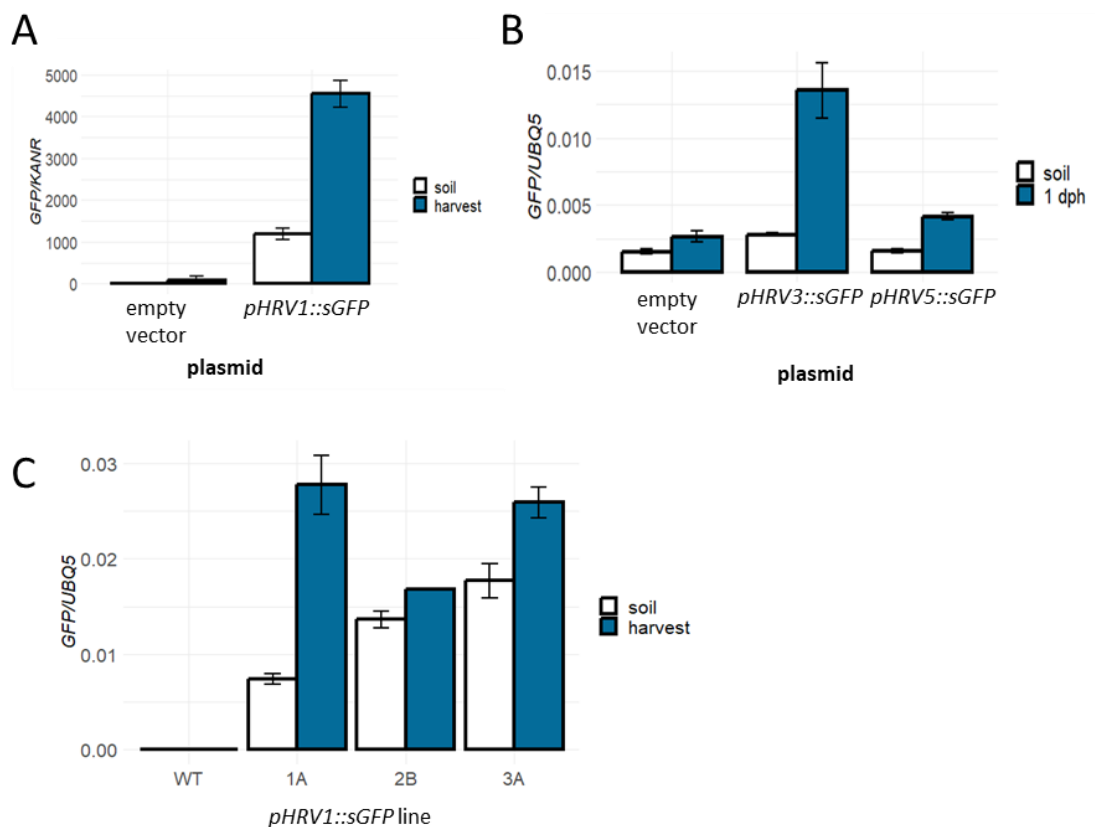 A
GFP/KANR
5000
4000
3000
2000
1000
0
empty
vector
pHRV1::sGFP
plasmid
soil
harvest
B
GFP/UBQ5
0.015
0.010
0.005
0.000
empty
vector
pHRV3::sGFP
pHRV5::sGFP
plasmid
soil
1 dph
C
GFP/UBQ5
0.03
0.02
0.01
0.00
WT
1A
2B
3A
pHRV1::sGFP line
soil
harvest